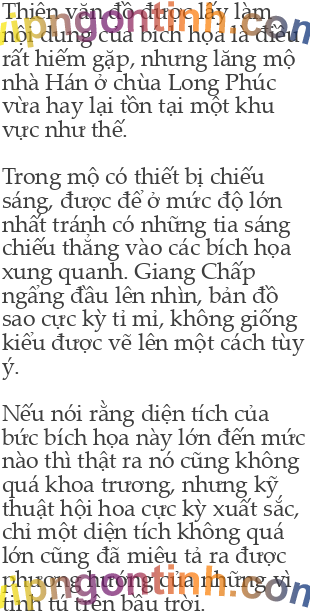 Thiên văn đồ được lấy làm
nội dung của bích họa là điều
rất hiếm gặp, nhưng lăng mộ
nhà Hán ở chùa Long Phúc
vừa hay lại tồn tại một khu
vực như thế.
Trong mộ có thiết bị chiếu
sáng, được để ở mức độ lớn
nhất tránh có những tia sáng
chiếu thẳng vào các bích họa
xung quanh. Giang Chấp
ngẩng đầu lên nhìn, bản đồ
sao cực kỳ tỉ mỉ, không giống
kiểu được vẽ lên một cách tùy
ý.
Nếu nói rằng diện tích của
bức bích họa này lớn đến mức
nào thì thật ra nó cũng không
quá khoa trương, nhưng kỹ
thuật hội hoa cực kỳ xuất sắc,
chỉ một diện tích không quá
lớn cũng đã miêu tả ra được
phương hướng của những vì
tinh tú trên bầu trời.